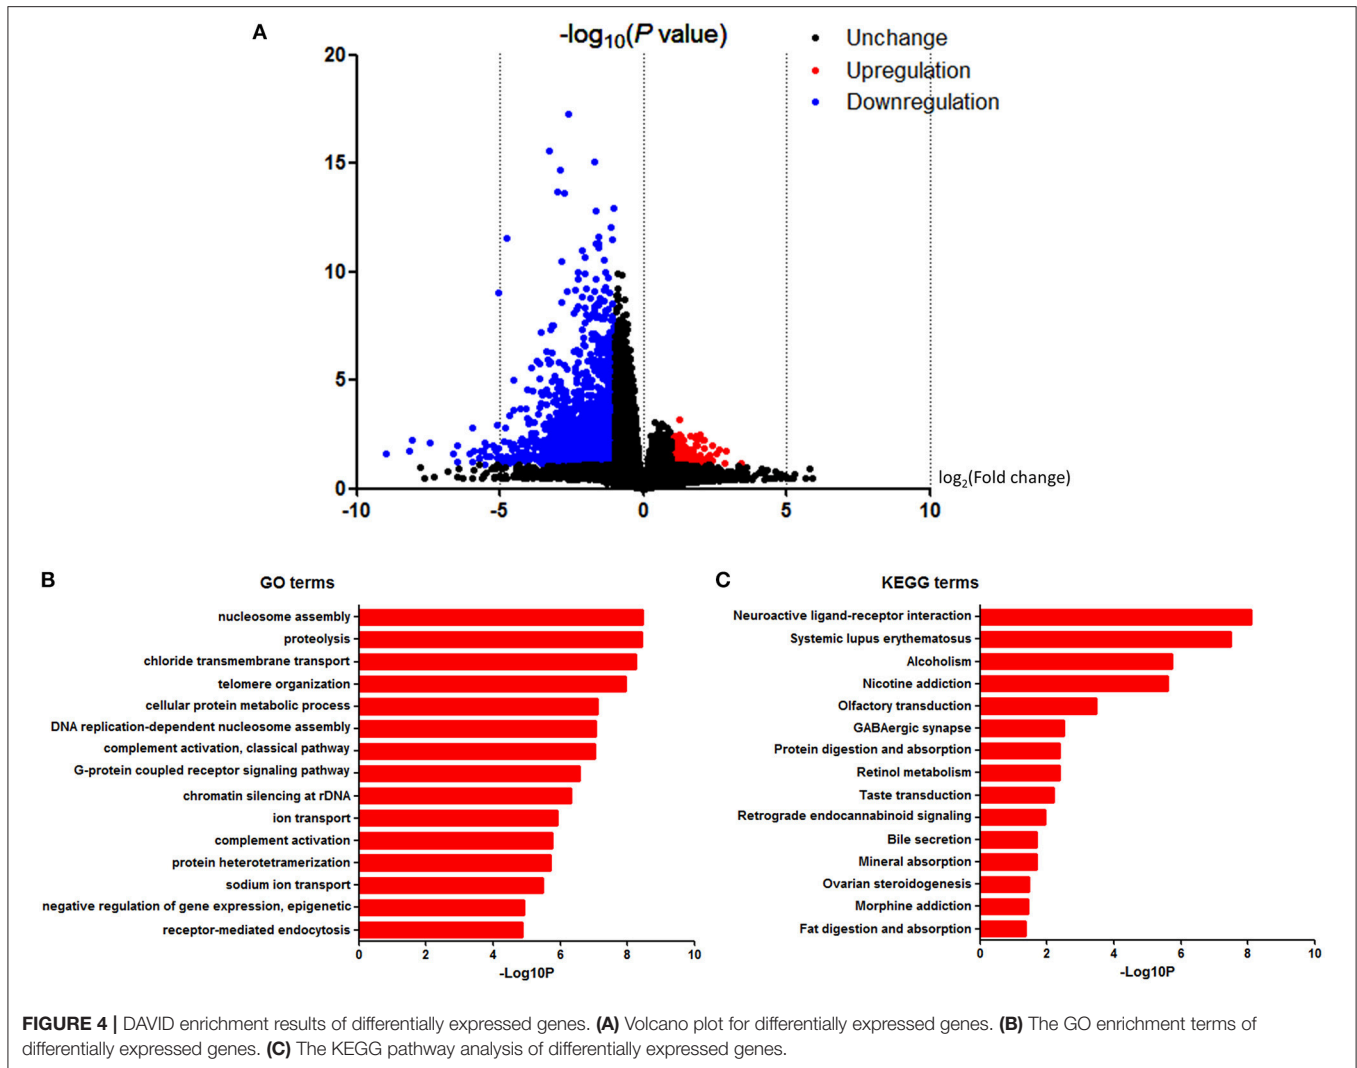 A
-log10(P value)
Unchange
Upregulation
Downregulation
20
15
10
5
0
-10
-5
0
5
10
log2(Fold change)
B
GO terms
nucleosome assembly
proteolysis
chloride transmembrane transport
telomere organization
cellular protein metabolic process
DNA replication-dependent nucleosome assembly
complement activation, classical pathway
G-protein coupled receptor signaling pathway
chromatin silencing at rDNA
ion transport
complement activation
protein heterotetramerization
sodium ion transport
negative regulation of gene expression, epigenetic
receptor-mediated endocytosis
0 2 4 6 8 10
-Log10P
C
KEGG terms
Neuroactive ligand-receptor interaction
Systemic lupus erythematosus
Alcoholism
Nicotine addiction
Olfactory transduction
GABAergic synapse
Protein digestion and absorption
Retinol metabolism
Taste transduction
Retrograde endocannabinoid signaling
Bile secretion
Mineral absorption
Ovarian steroidogenesis
Morphine addiction
Fat digestion and absorption
0 2 4 6 8 10
-Log10P
FIGURE 4 | DAVID enrichment results of differentially expressed genes. (A) Volcano plot for differentially expressed genes. (B) The GO enrichment terms of
differentially expressed genes. (C) The KEGG pathway analysis of differentially expressed genes.